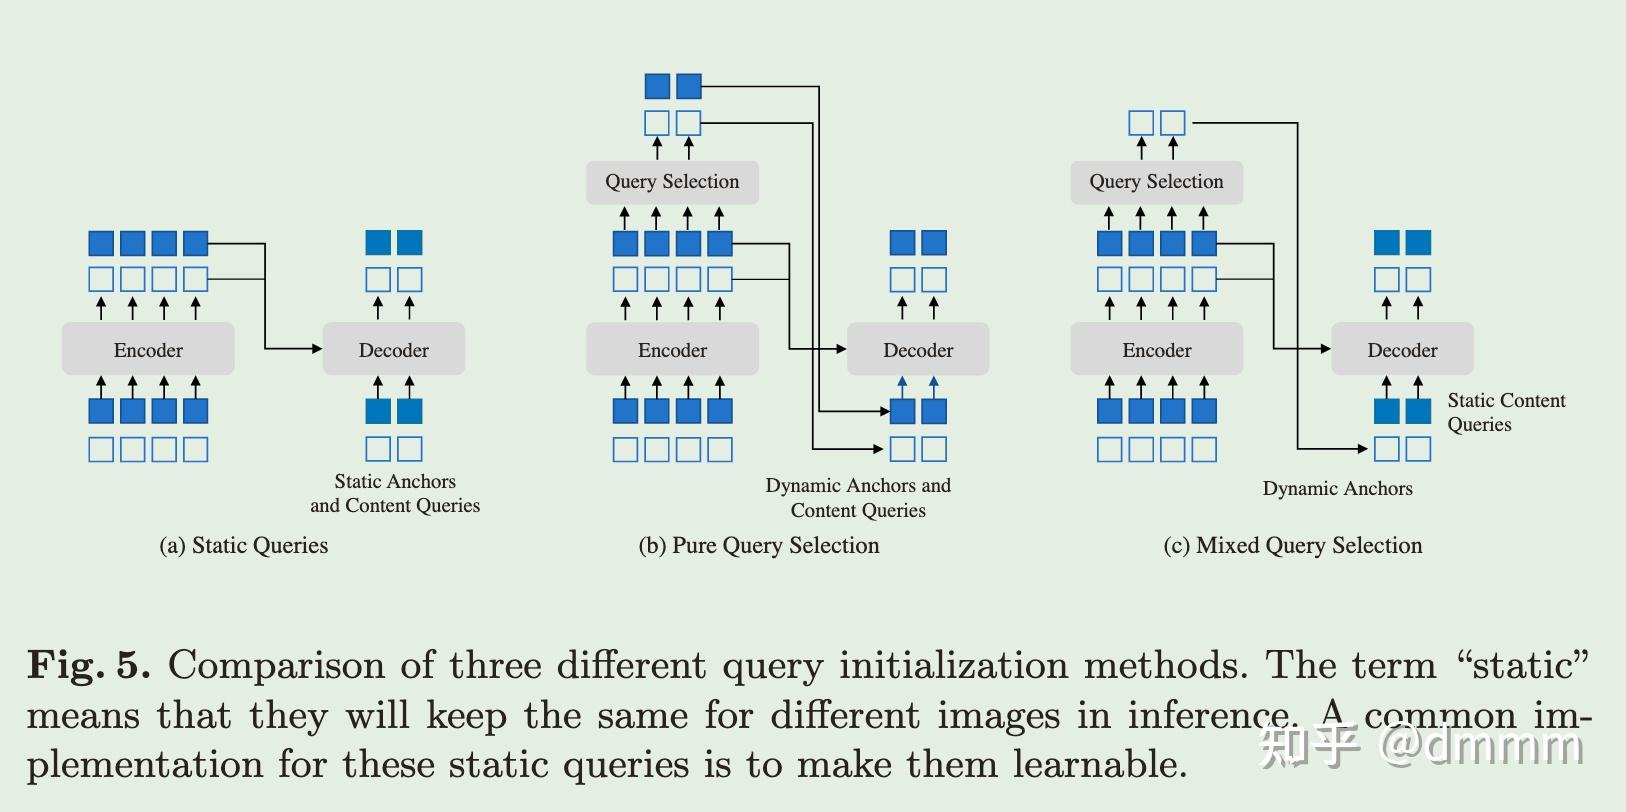 Query Selection
Query Selection
Encoder
Decoder
Encoder
Decoder
Encoder
Decoder
Static Anchors
and Content Queries
Dynamic Anchors and
Content Queries
Static Content
Queries
Dynamic Anchors
(a) Static Queries
(b) Pure Query Selection
(c) Mixed Query Selection
Fig. 5. Comparison of three different query initialization methods. The term “static”
means that they will keep the same for different images in inference. A common im-
plementation for these static queries is to make them learnable.
知乎 @dmmm